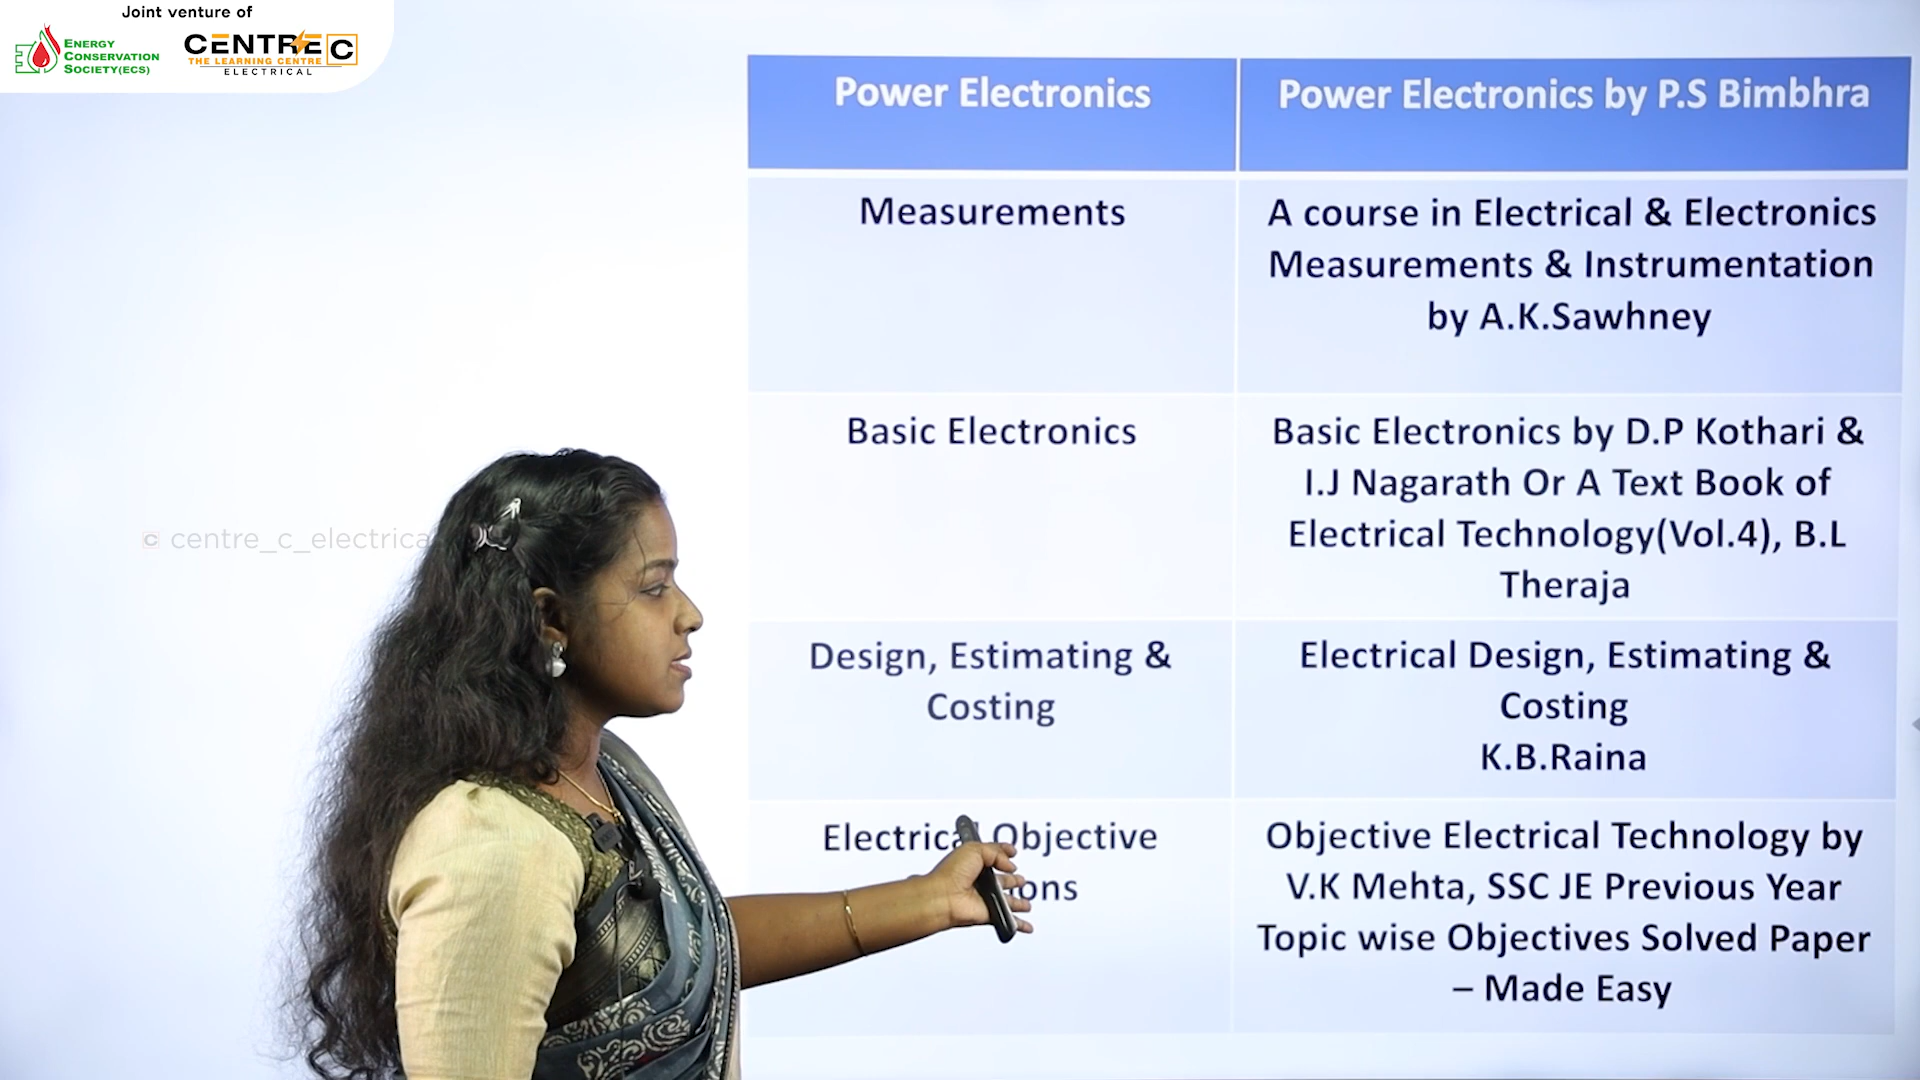 Joint venture of
ENERGY
CONSERVATION
SOCIETY(ECS)
CENTRE C
THE LEARNING CENTRE
ELECTRICAL
Power Electronics
Power Electronics by P.S Bimbhra
Measurements
A course in Electrical & Electronics
Measurements & Instrumentation
by A.K.Sawhney
Basic Electronics
Basic Electronics by D.P Kothari &
I.J Nagarath Or A Text Book of
Electrical Technology(Vol.4), B.L
Theraja
centre_c_electrica
Design, Estimating &
Costing
Electrical Design, Estimating &
Costing
K.B.Raina
Electrical Objective
ons
Objective Electrical Technology by
V.K Mehta, SSC JE Previous Year
Topic wise Objectives Solved Paper
– Made Easy